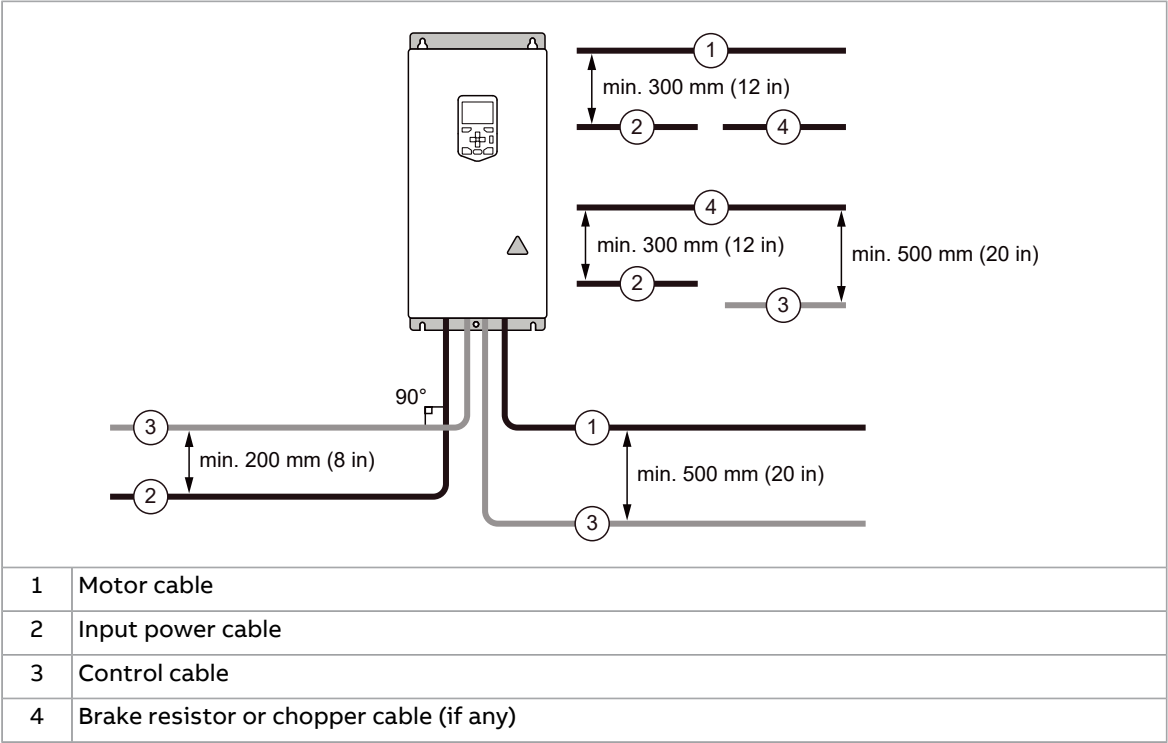 1
min. 300 mm (12 in)
2 4
4
min. 300 mm (12 in) min. 500 mm (20 in)
2
3
90°
3 1
min. 200 mm (8 in) min. 500 mm (20 in)
2
3
1 Motor cable
2 Input power cable
3 Control cable
4 Brake resistor or chopper cable (if any)